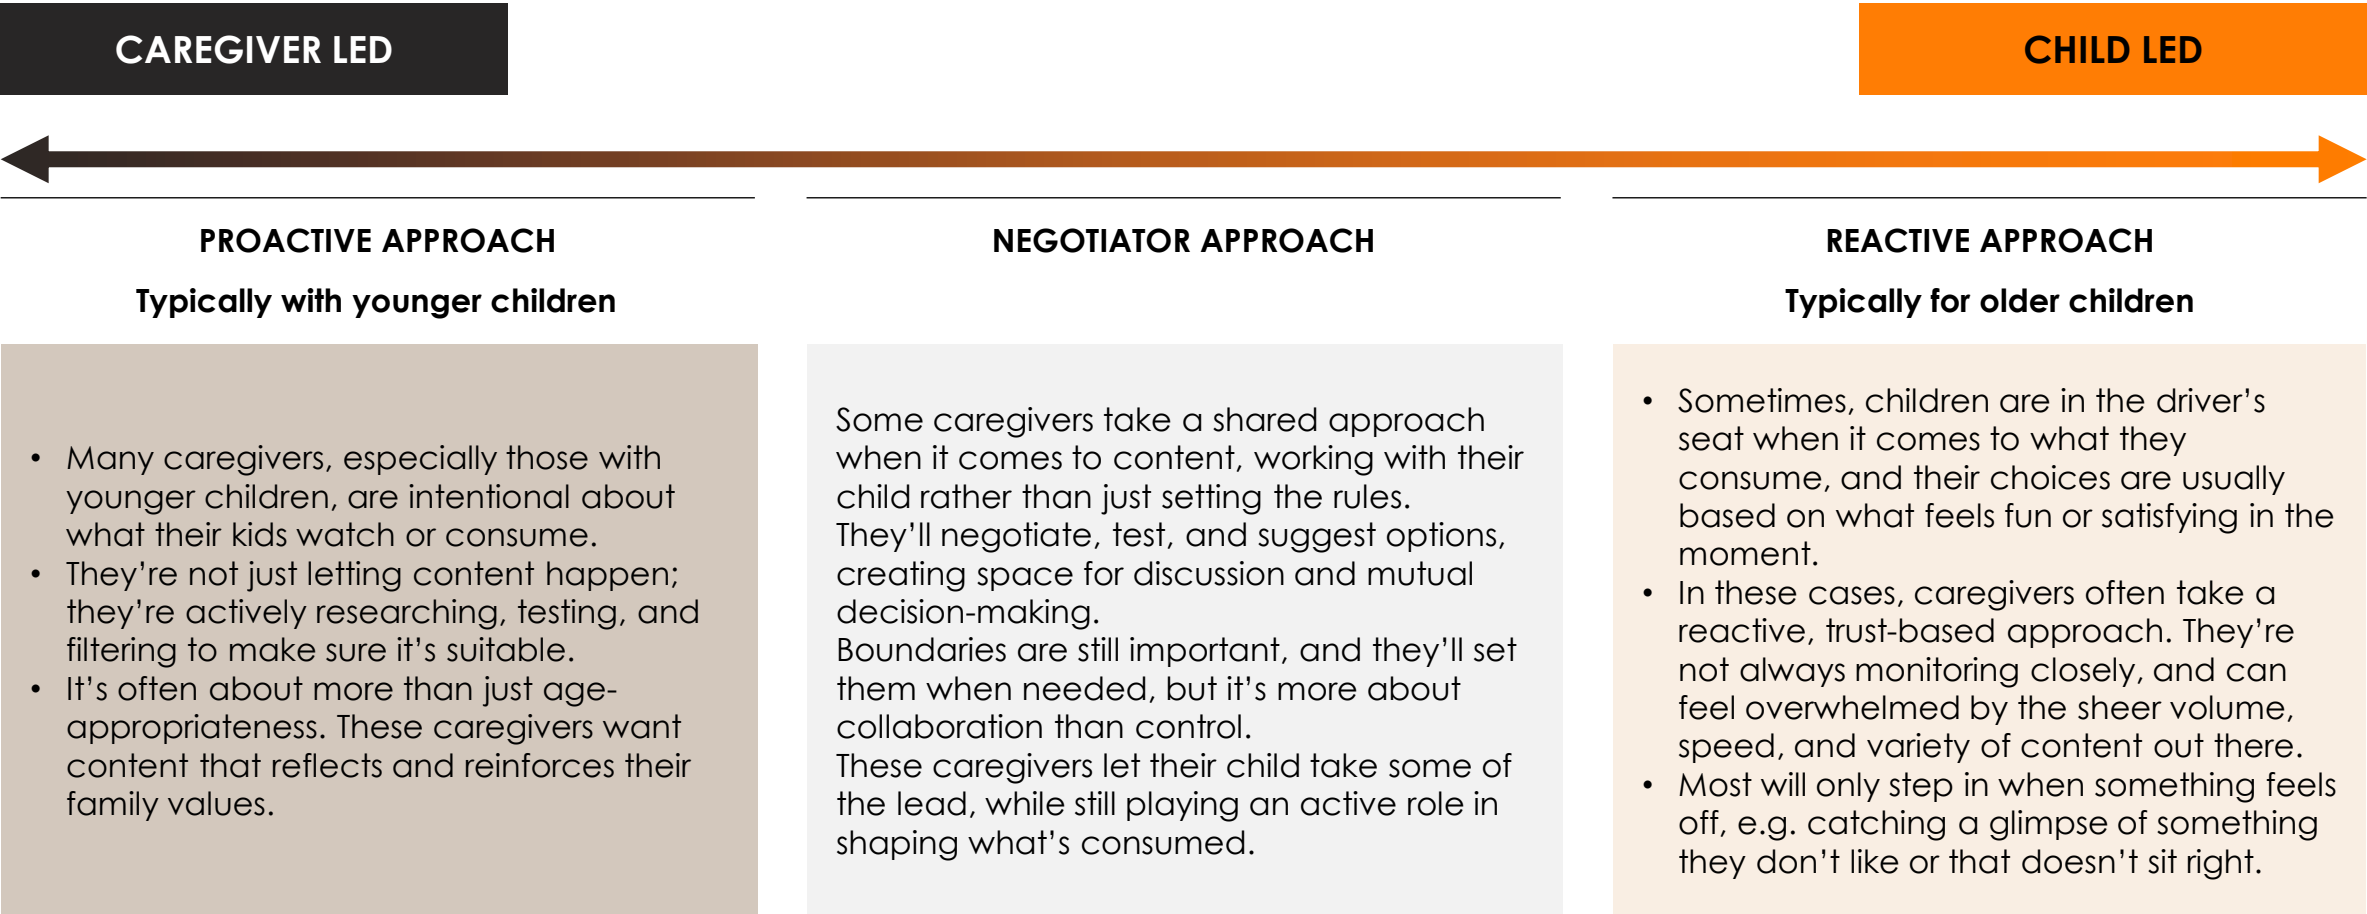 CAREGIVER LED
CHILD LED
PROACTIVE APPROACH
Typically with younger children
• Many caregivers, especially those with
younger children, are intentional about
what their kids watch or consume.
• They’re not just letting content happen;
they’re actively researching, testing, and
filtering to make sure it’s suitable.
• It’s often about more than just age-
appropriateness. These caregivers want
content that reflects and reinforces their
family values.
NEGOTIATOR APPROACH
Some caregivers take a shared approach
when it comes to content, working with their
child rather than just setting the rules.
They’ll negotiate, test, and suggest options,
creating space for discussion and mutual
decision-making.
Boundaries are still important, and they’ll set
them when needed, but it’s more about
collaboration than control.
These caregivers let their child take some of
the lead, while still playing an active role in
shaping what’s consumed.
REACTIVE APPROACH
Typically for older children
• Sometimes, children are in the driver’s
seat when it comes to what they
consume, and their choices are usually
based on what feels fun or satisfying in the
moment.
• In these cases, caregivers often take a
reactive, trust-based approach. They’re
not always monitoring closely, and can
feel overwhelmed by the sheer volume,
speed, and variety of content out there.
• Most will only step in when something feels
off, e.g. catching a glimpse of something
they don’t like or that doesn’t sit right.